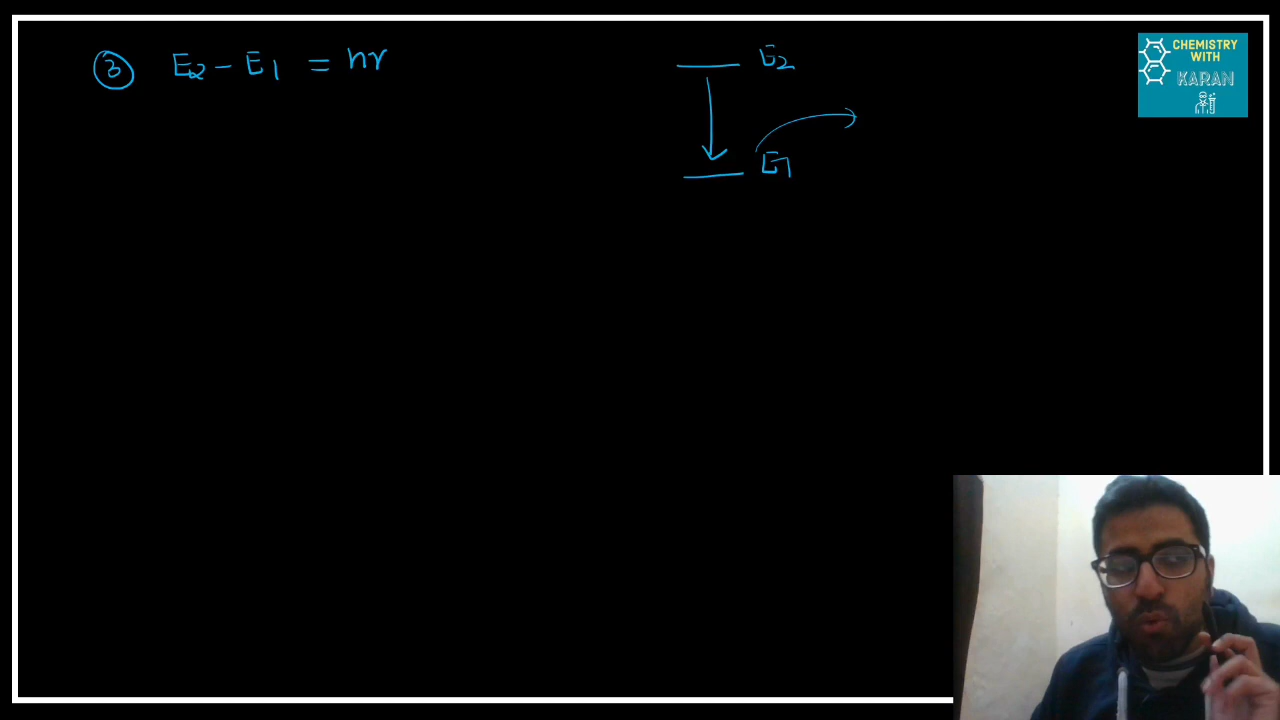 ③ E₂ - E₁ = hν
E₂
E₁
CHEMISTRY
WITH
KARAN